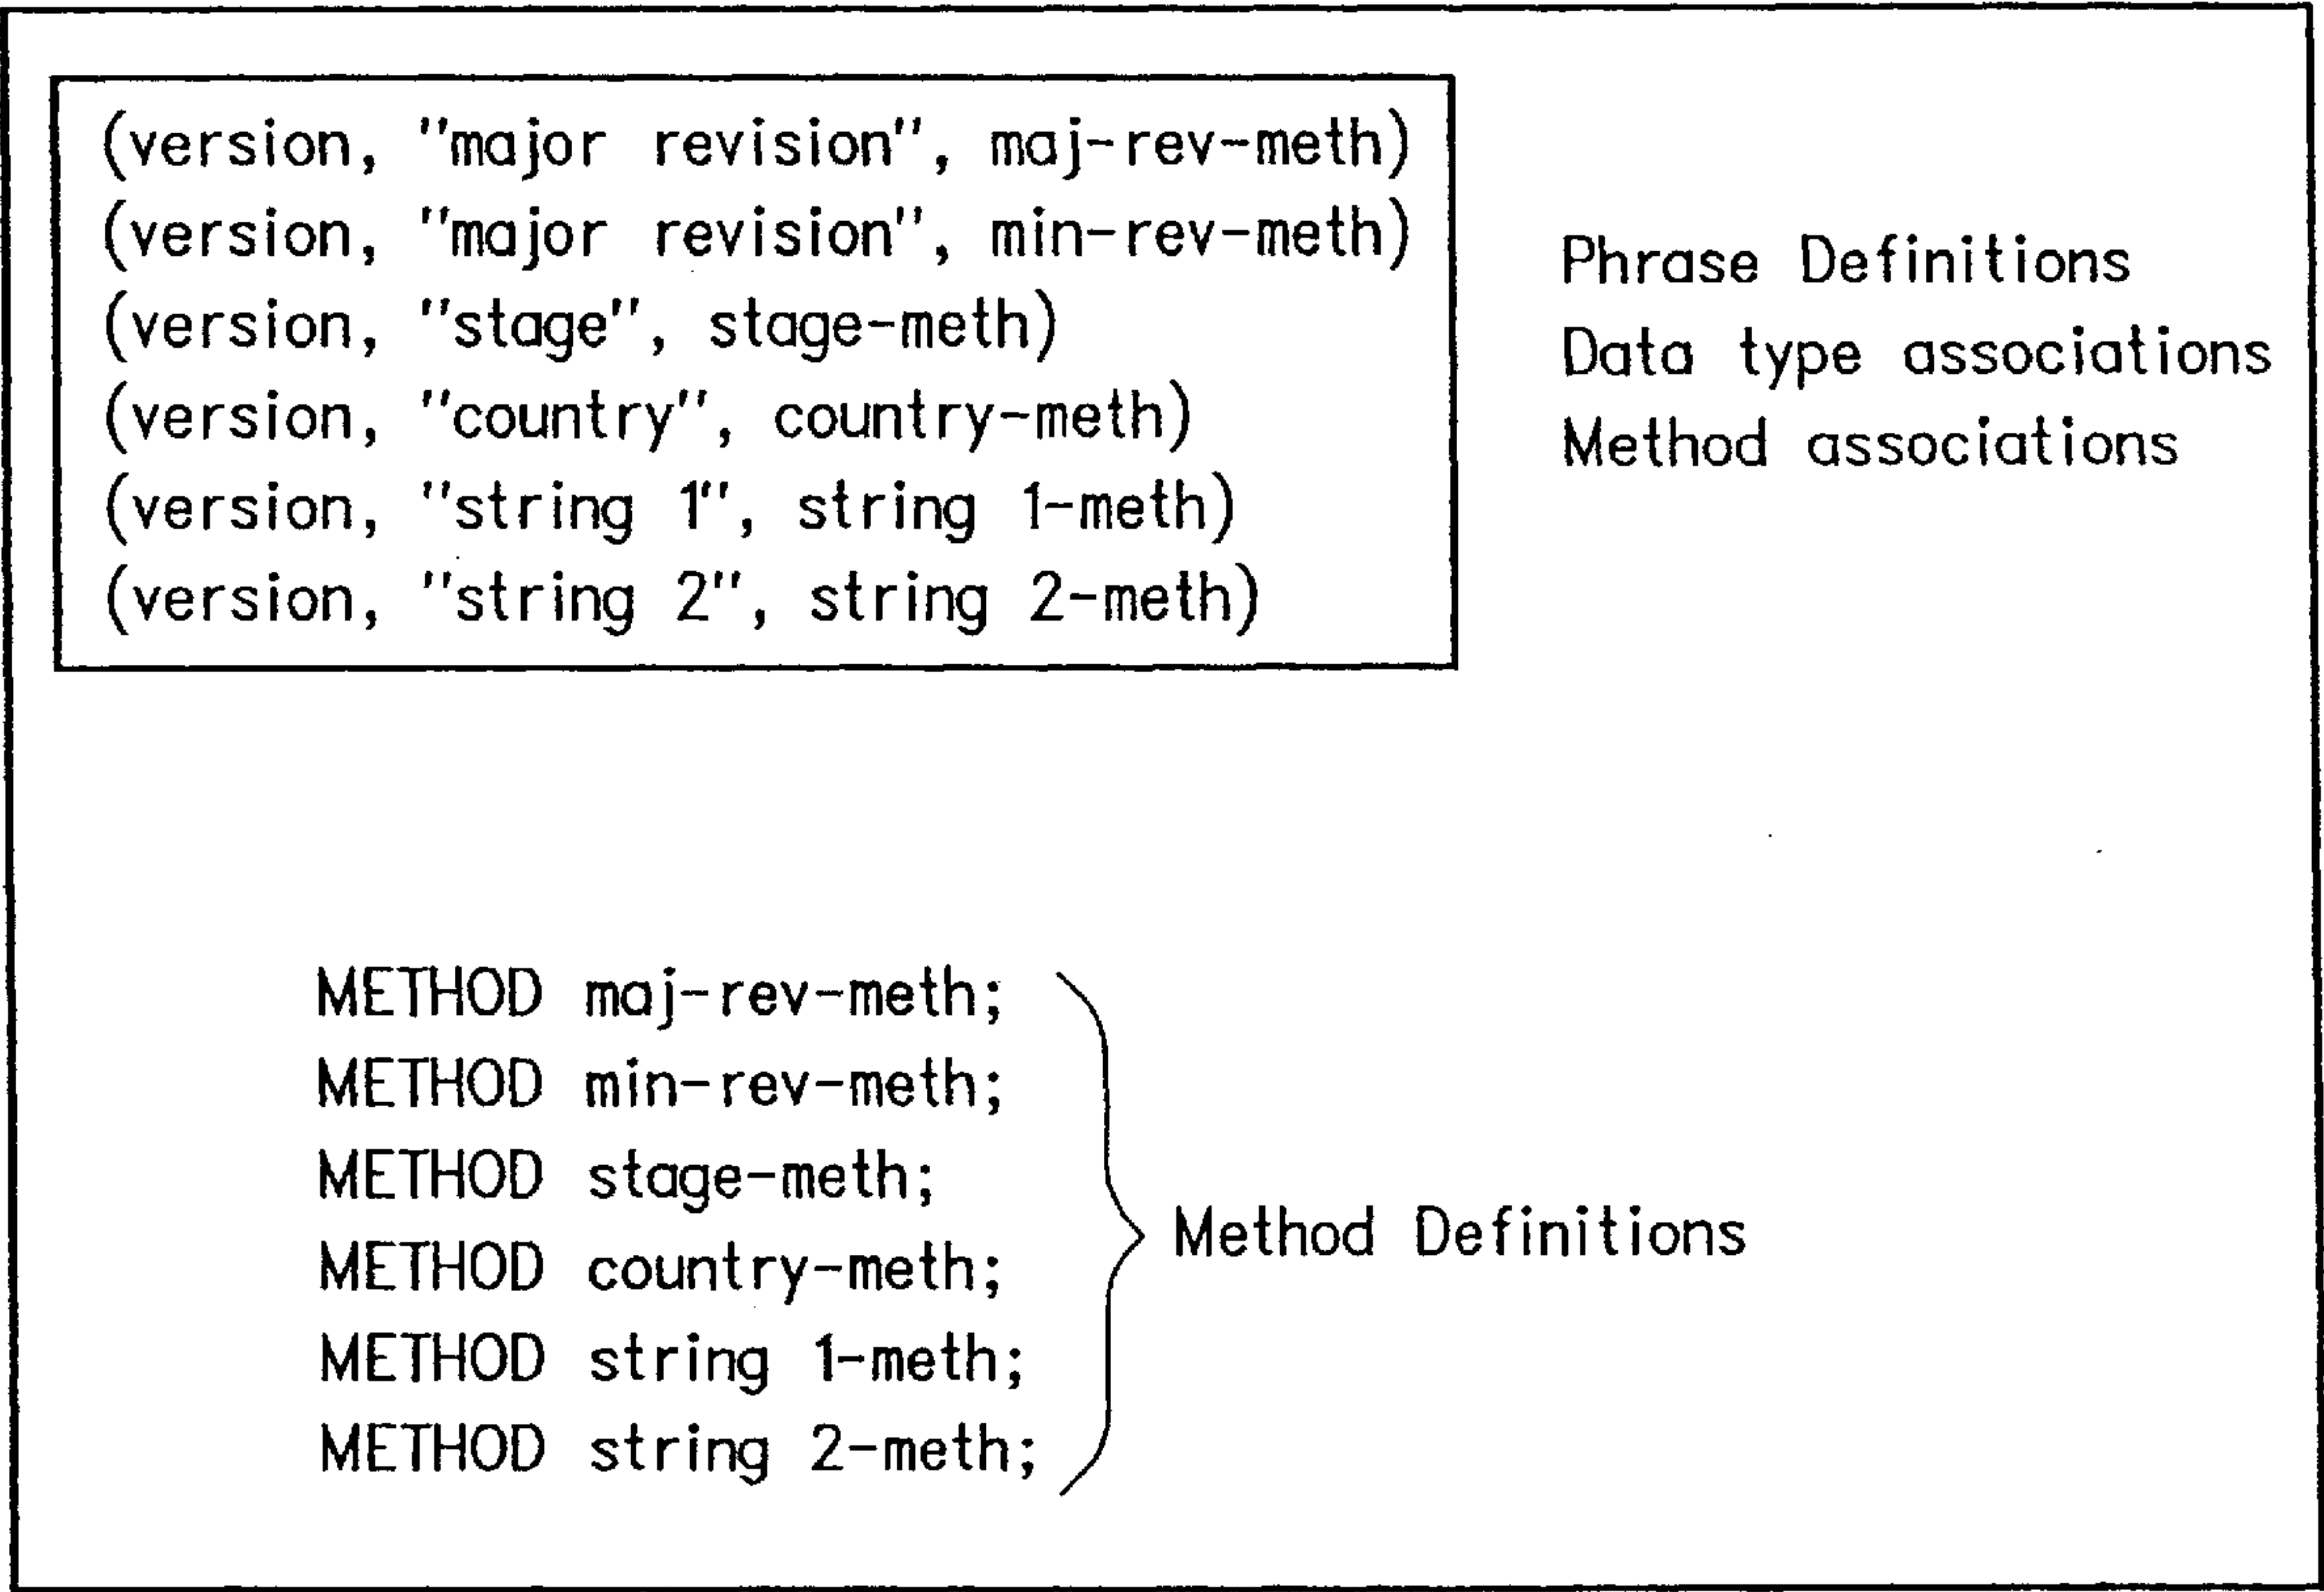 (version, "major revision", maj-rev-meth)
(version, "major revision", min-rev-meth)
(version, "stage", stage-meth)
(version, "country", country-meth)
(version, "string 1", string 1-meth)
(version, "string 2", string 2-meth)
Phrase Definitions
Data type associations
Method associations
METHOD maj-rev-meth;
METHOD min-rev-meth;
METHOD stage-meth;
METHOD country-meth;
METHOD string 1-meth;
METHOD string 2-meth;
Method Definitions